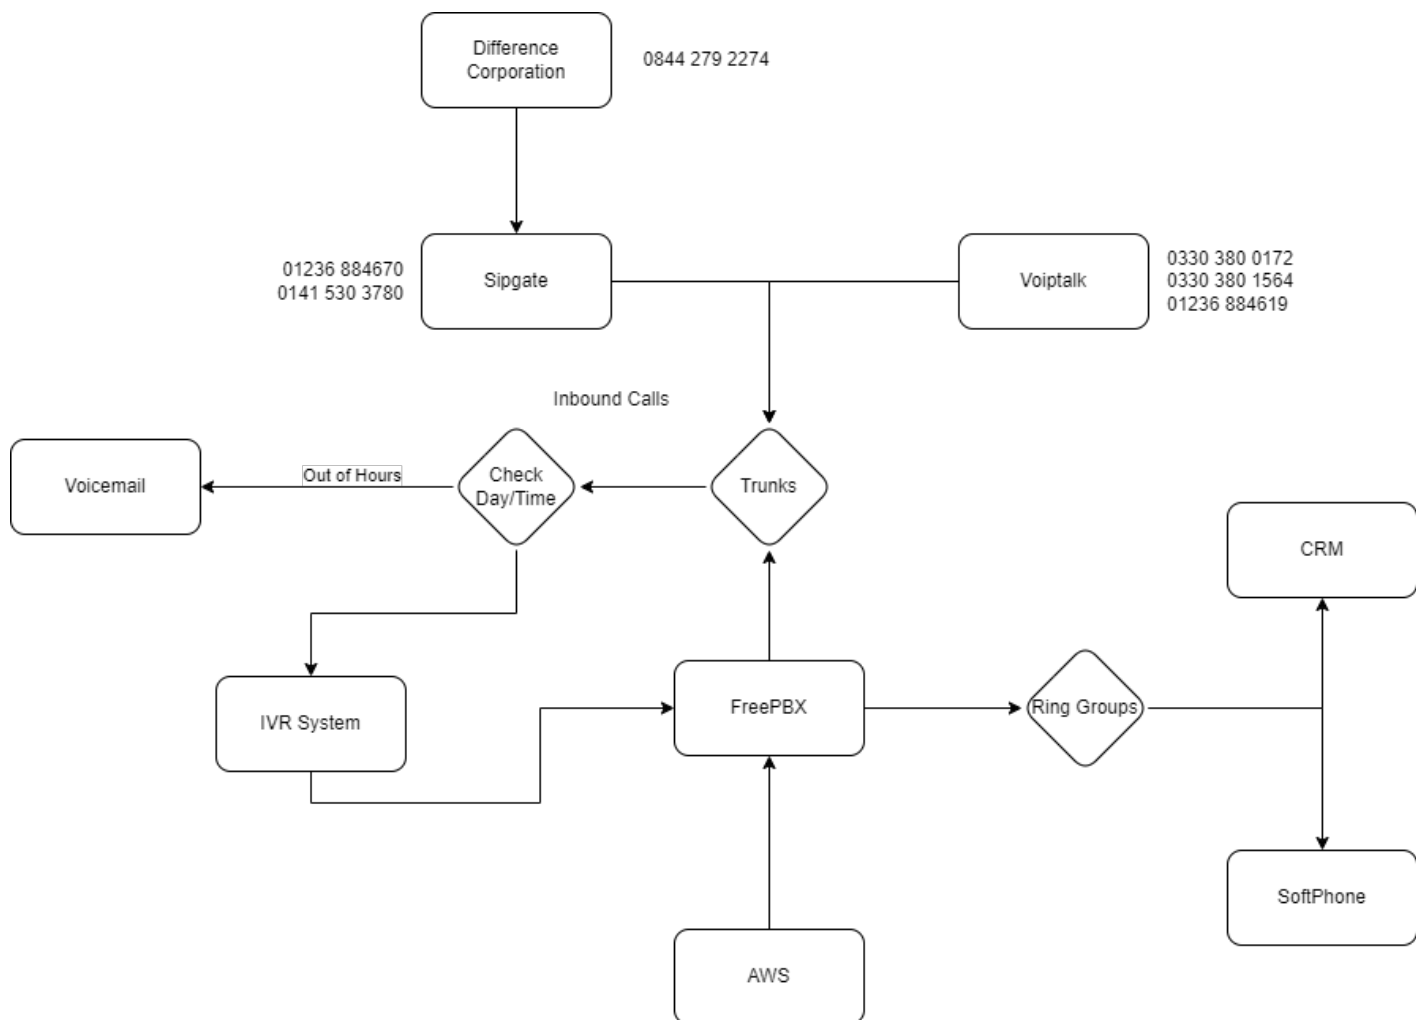 Difference
Corporation
0844 279 2274
01236 884670
0141 530 3780
Sipgate
Voiptalk
0330 380 0172
0330 380 1564
01236 884619
Inbound Calls
Voicemail
Out of Hours
Check
Day/Time
Trunks
CRM
IVR System
FreePBX
Ring Groups
SoftPhone
AWS